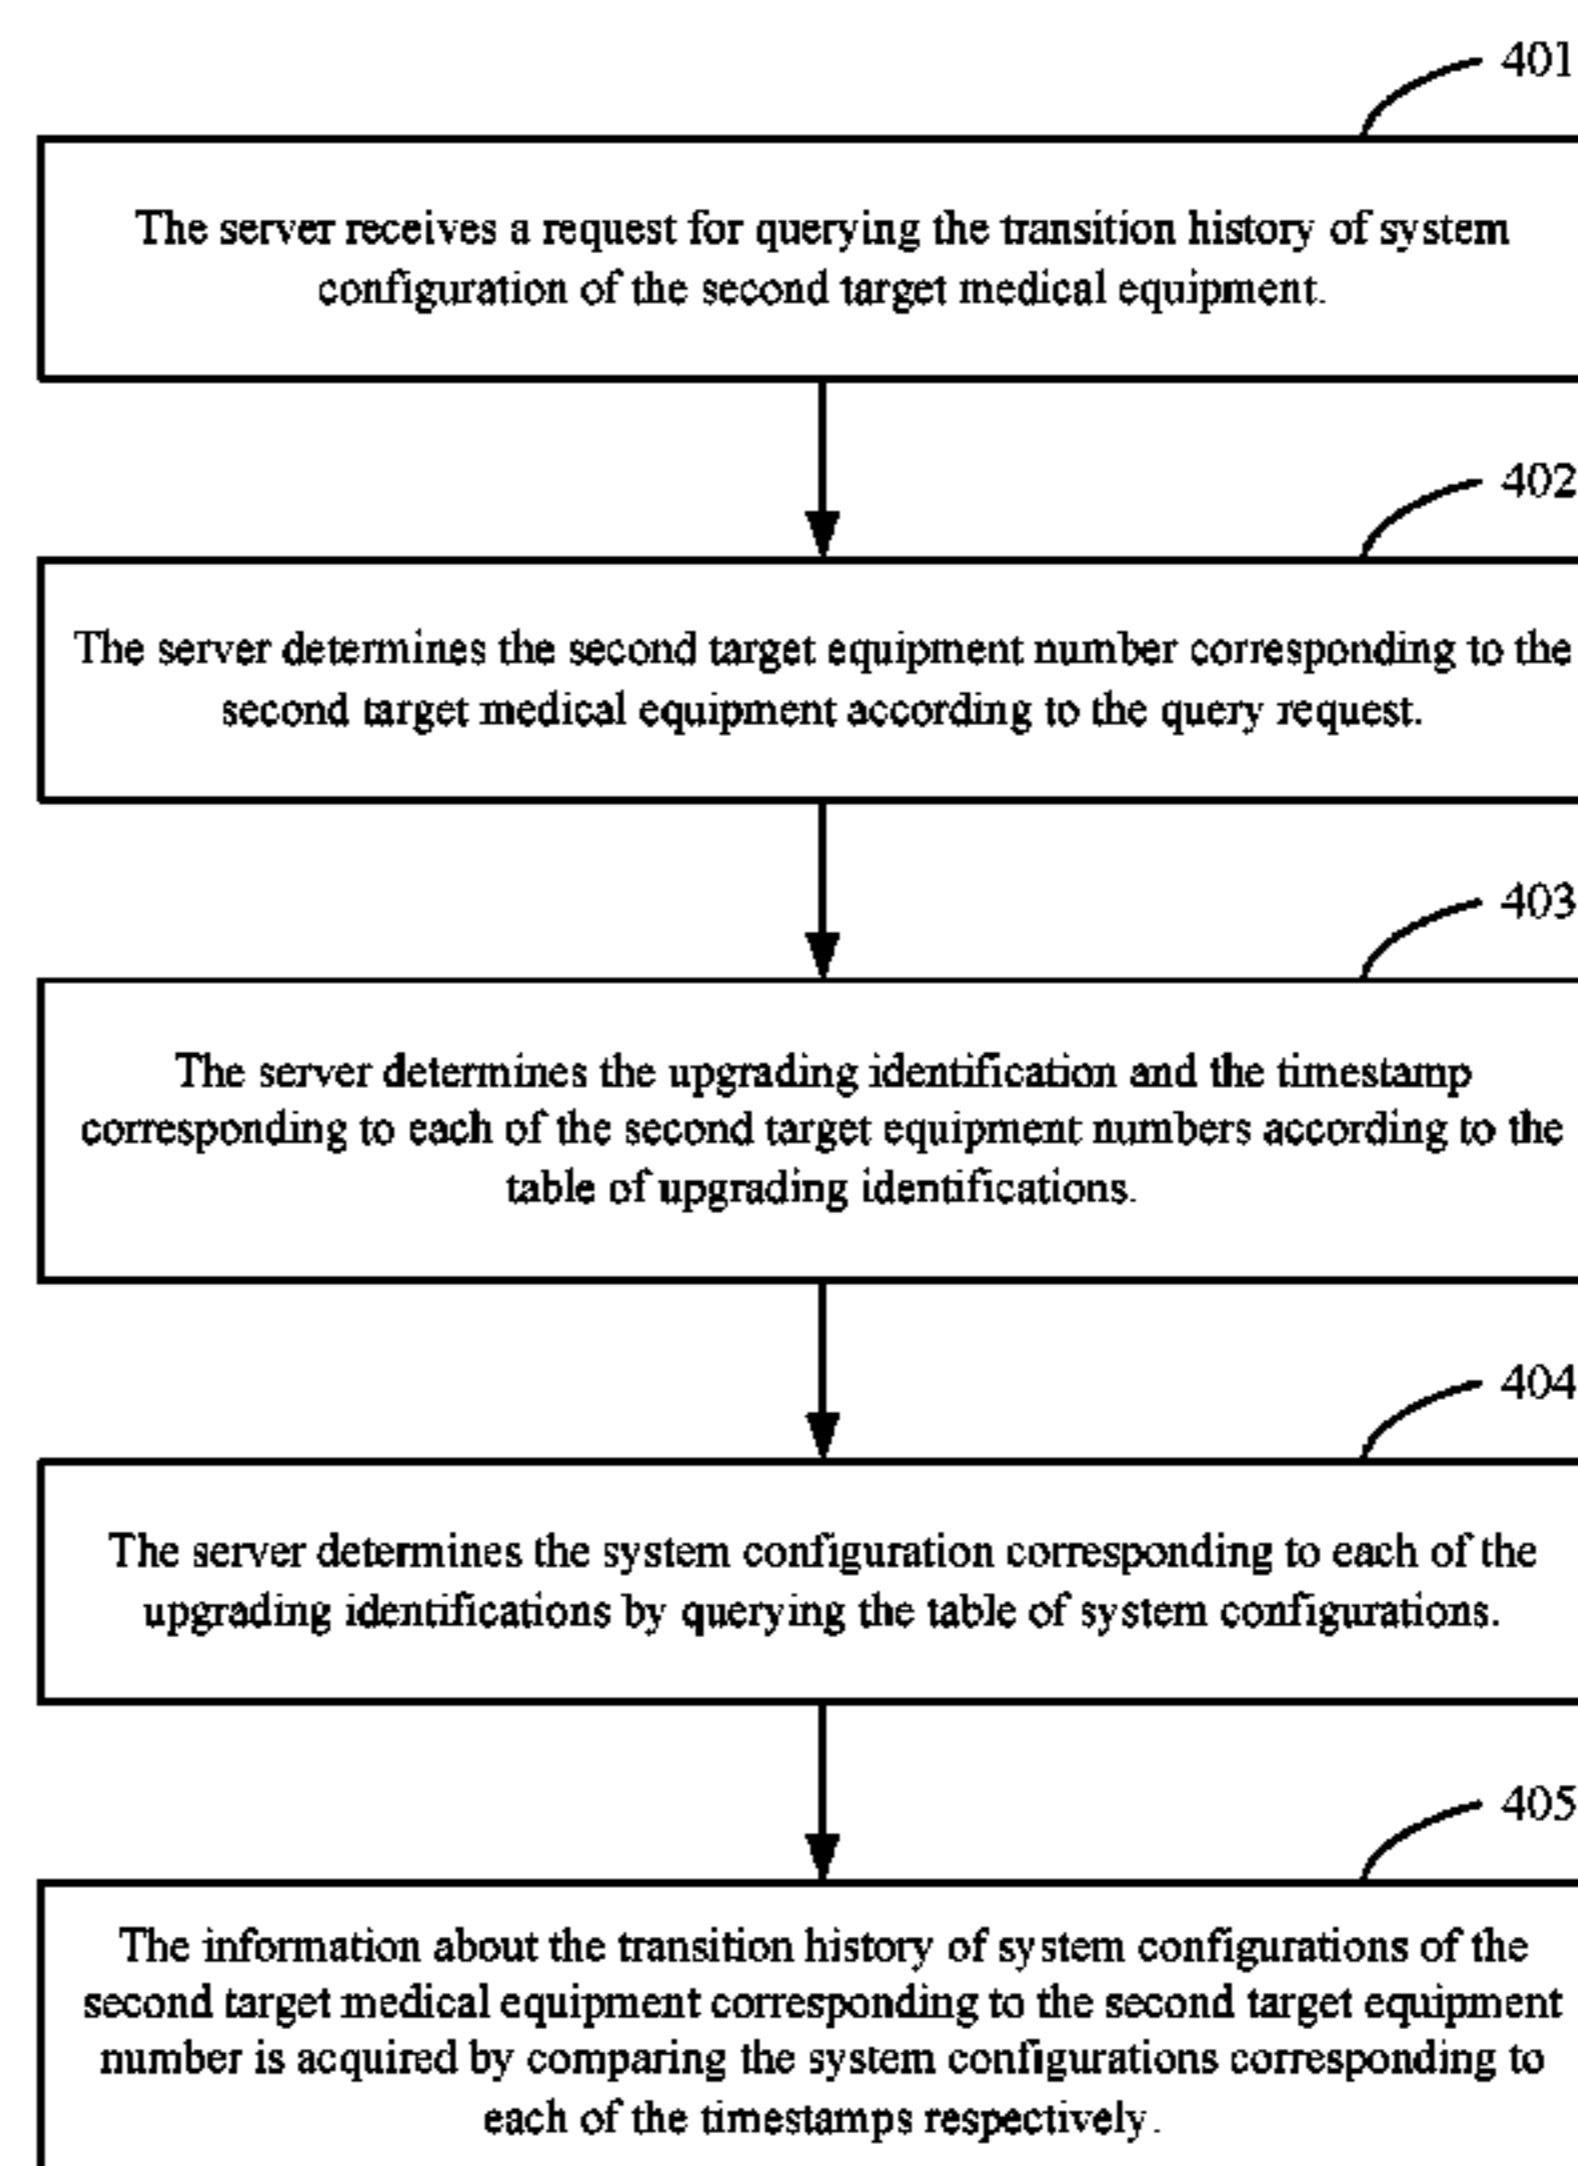 401
The server receives a request for querying the transition history of system
configuration of the second target medical equipment.
402
The server determines the second target equipment number corresponding to the
second target medical equipment according to the query request.
403
The server determines the upgrading identification and the timestamp
corresponding to each of the second target equipment numbers according to the
table of upgrading identifications.
404
The server determines the system configuration corresponding to each of the
upgrading identifications by querying the table of system configurations.
405
The information about the transition history of system configurations of the
second target medical equipment corresponding to the second target equipment
number is acquired by comparing the system configurations corresponding to
each of the timestamps respectively.